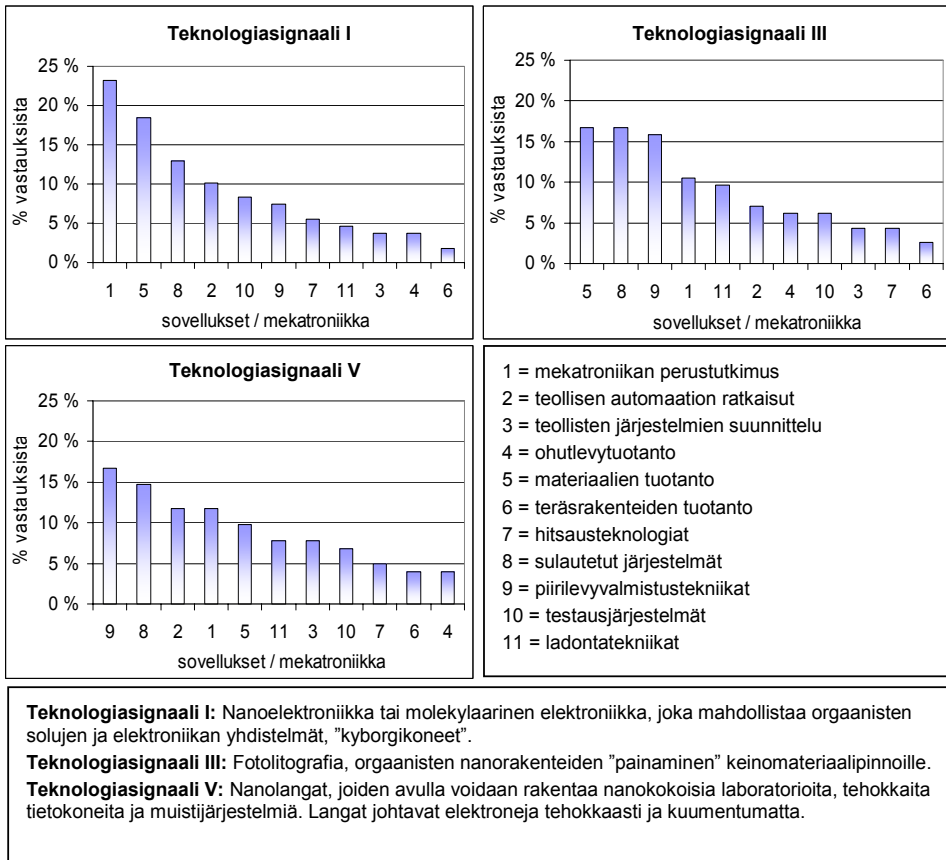 Teknologiasignaali I
25 %
20 %
15 %
10 %
5 %
0 %
% vastauksista
1 5 8 2 10 9 7 11 3 4 6
sovellukset / mekatroniikka
Teknologiasignaali III
25 %
20 %
15 %
10 %
5 %
0 %
% vastauksista
5 8 9 1 11 2 4 10 3 7 6
sovellukset / mekatroniikka
Teknologiasignaali V
25 %
20 %
15 %
10 %
5 %
0 %
% vastauksista
9 8 2 1 5 11 3 10 7 6 4
sovellukset / mekatroniikka
1 = mekatroniikan perustutkimus
2 = teollisen automaation ratkaisut
3 = teollisten järjestelmien suunnittelu
4 = ohutlevytuotanto
5 = materiaalien tuotanto
6 = teräsrakenteiden tuotanto
7 = hitsausteknologiat
8 = sulautetut järjestelmät
9 = piirilevyvalmistustekniikat
10 = testausjärjestelmät
11 = ladontatekniikat
Teknologiasignaali I: Nanoelektroniikka tai molekylaarinen elektroniikka, joka mahdollistaa orgaanisten
solujen ja elektroniikan yhdistelmät, "kyborgikoneet".
Teknologiasignaali III: Fotolitografia, orgaanisten nanorakenteiden "painaminen" keinomateriaalipinnoille.
Teknologiasignaali V: Nanolangat, joiden avulla voidaan rakentaa nanokokoisia laboratorioita, tehokkaita
tietokoneita ja muistijärjestelmiä. Langat johtavat elektroneja tehokkaasti ja kuumentumatta.